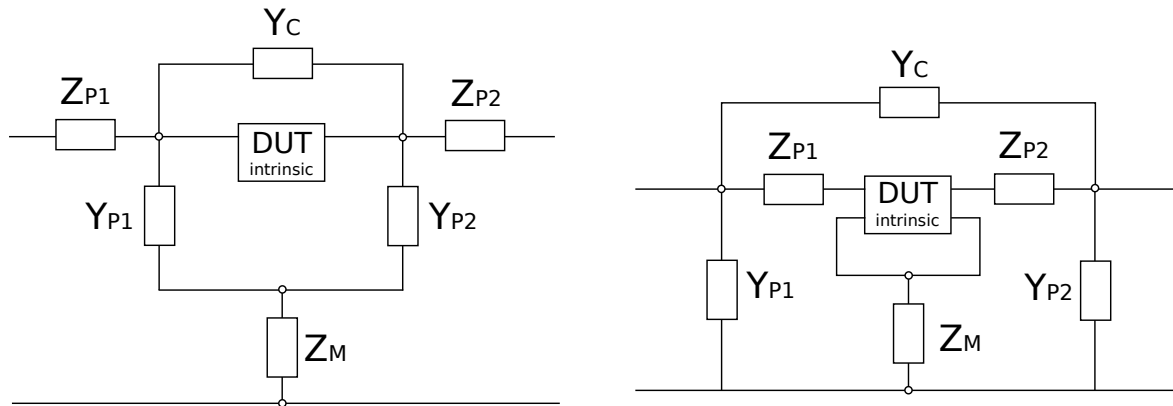 YC
ZP1
ZP2
DUT
intrinsic
YP1
YP2
ZM
YC
ZP1
ZP2
DUT
intrinsic
YP1
YP2
ZM